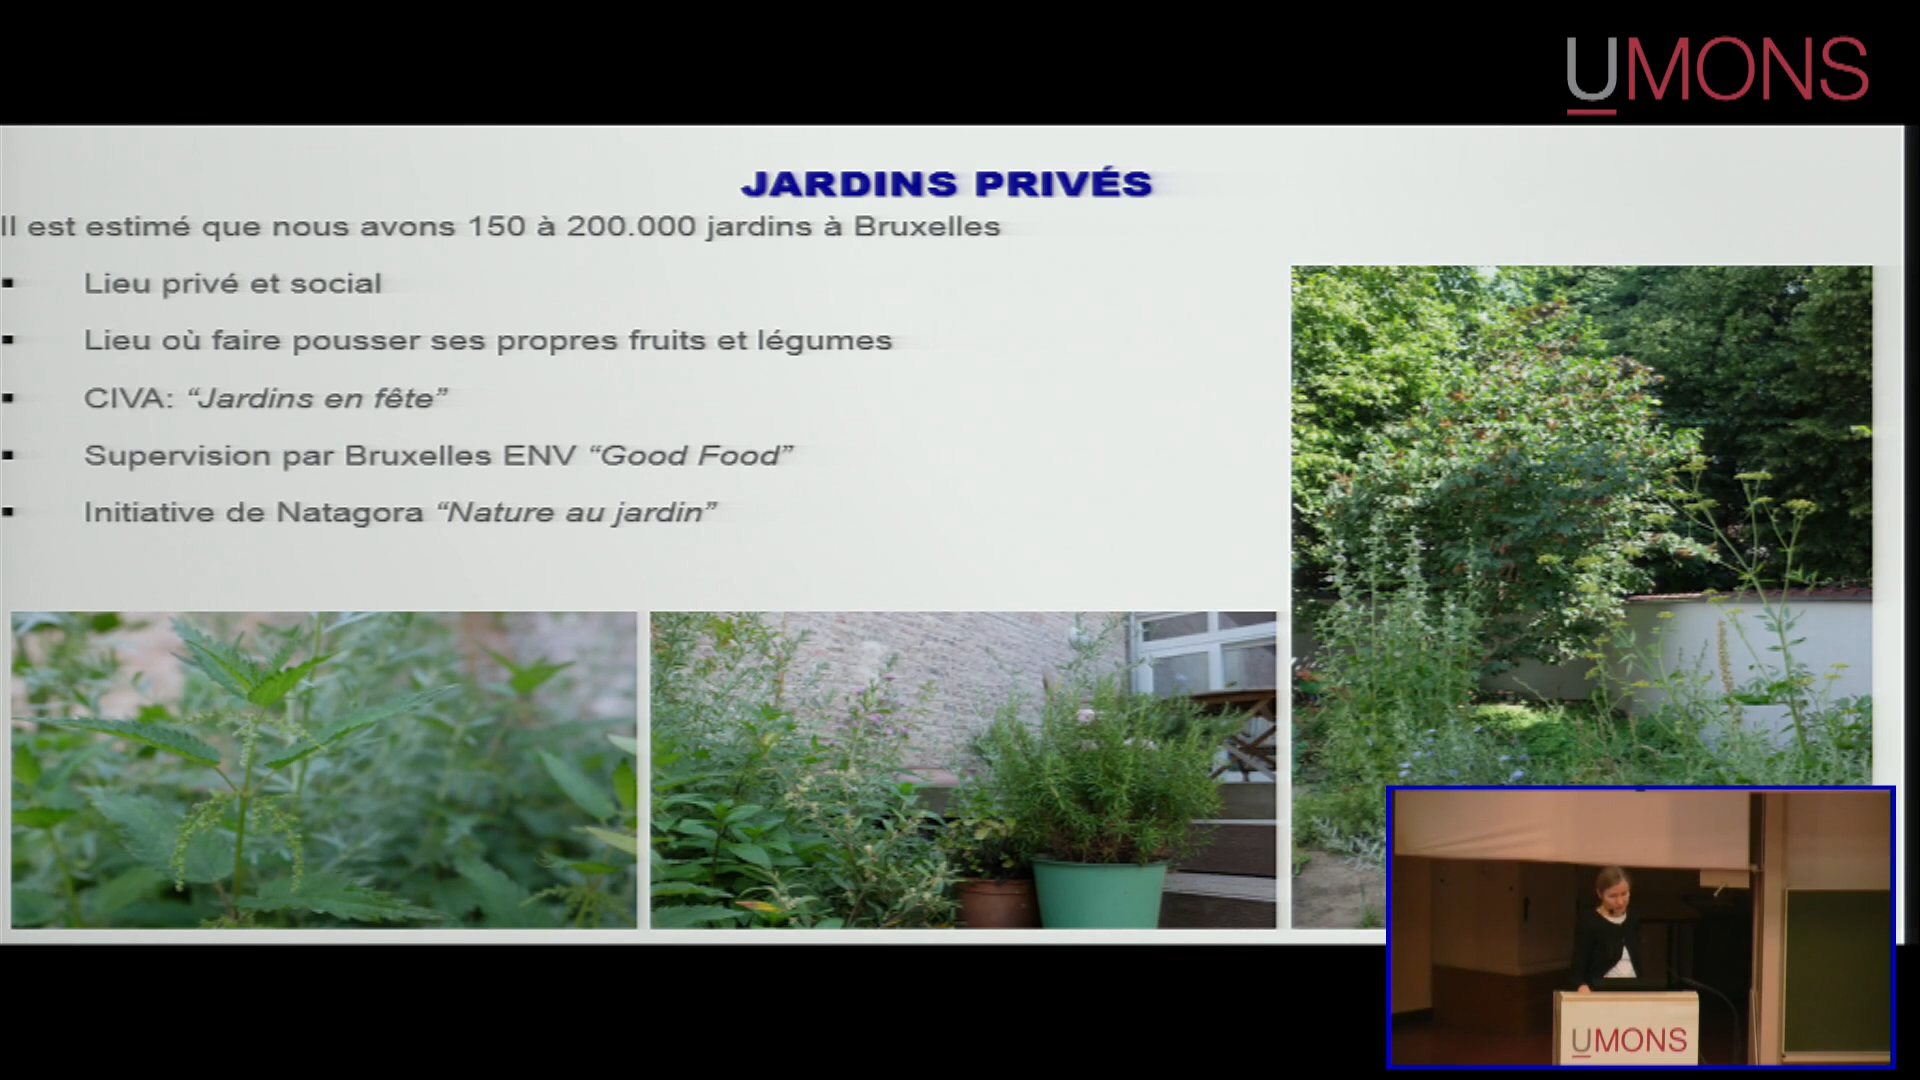 UMONS
JARDINS PRIVÉS
Il est estimé que nous avons 150 à 200.000 jardins à Bruxelles
▪ Lieu privé et social
▪ Lieu où faire pousser ses propres fruits et légumes
▪ CIVA: “Jardins en fête”
▪ Supervision par Bruxelles ENV “Good Food”
▪ Initiative de Natagora “Nature au jardin”
UMONS